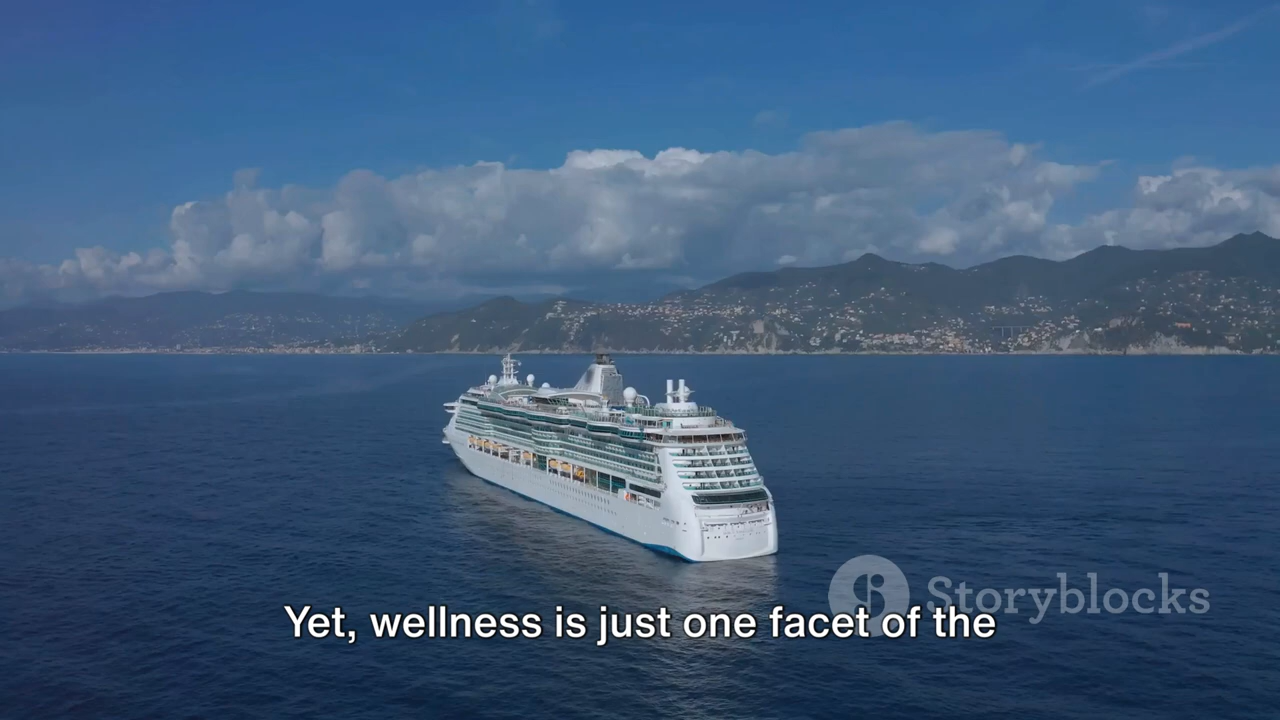 Storyblocks
Yet, wellness is just one facet of the